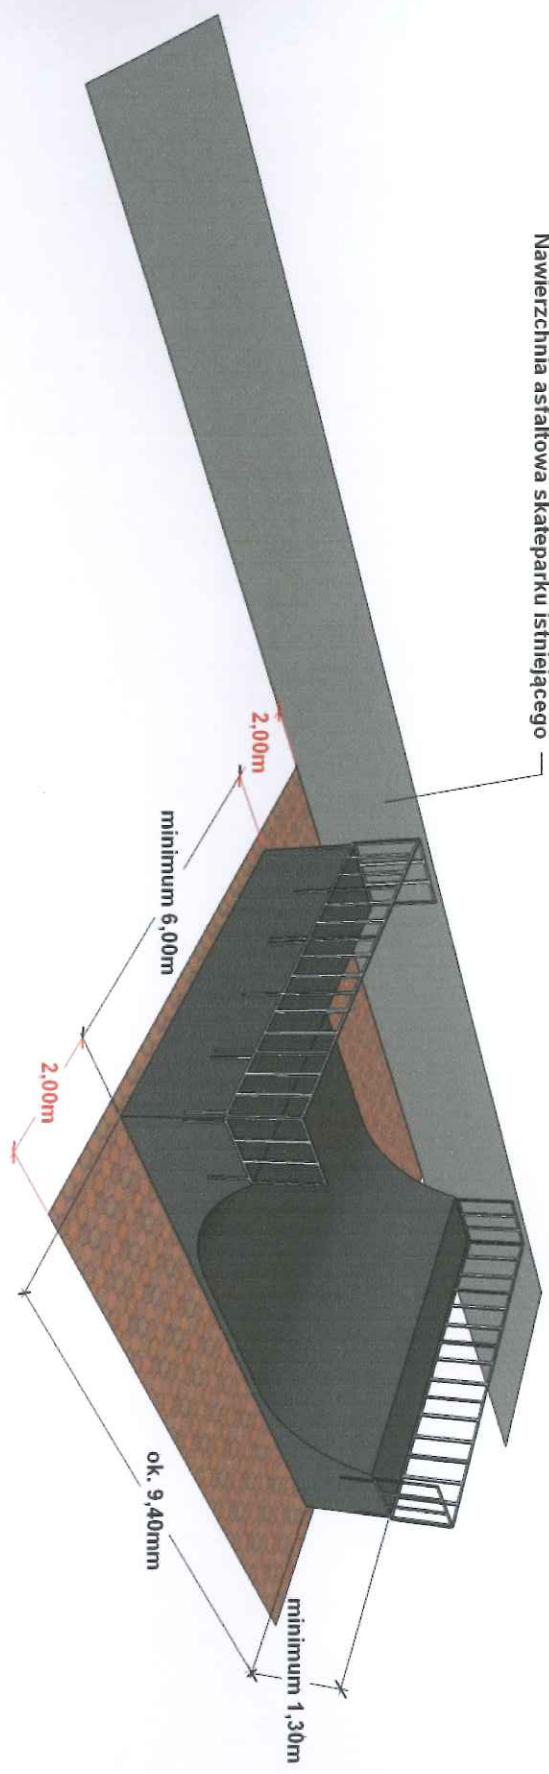 Nawierzchnia asfaltowa skateparku istniejącego
2,00m
minimum 6,00m
2,00m
ok. 9,40mm
minimum 1,30m